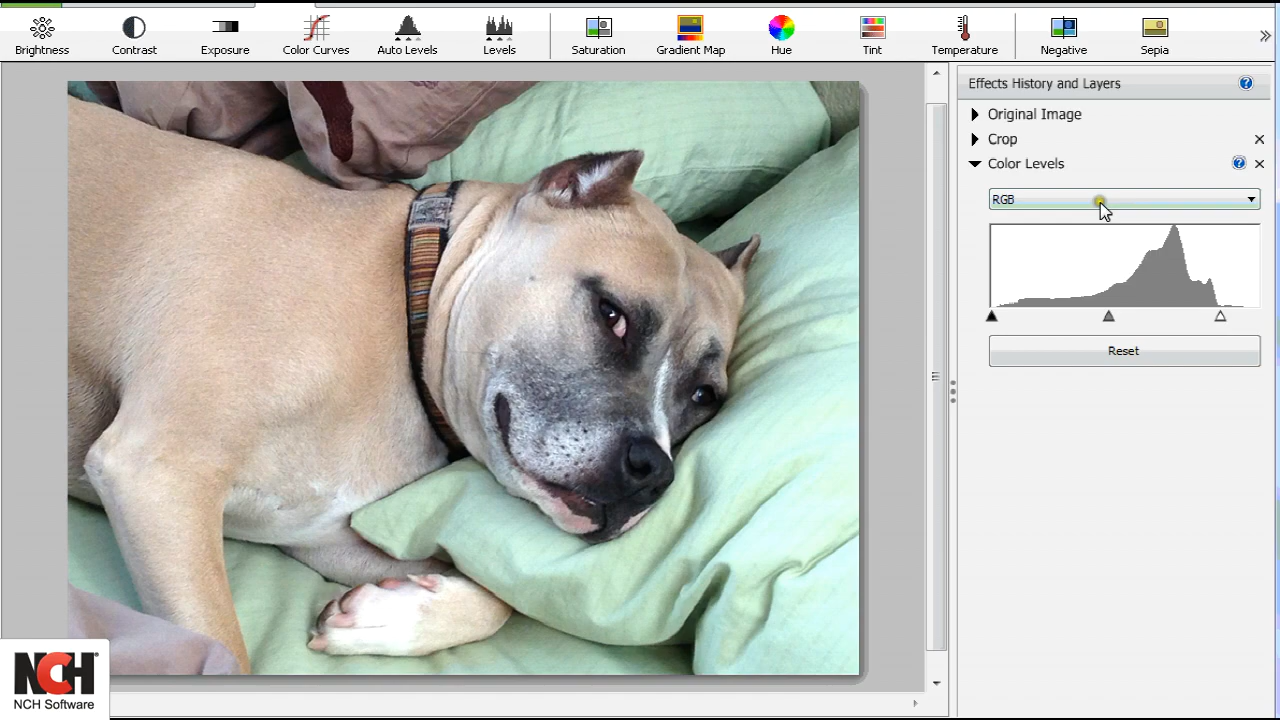 Brightness
Contrast
Exposure
Color Curves
Auto Levels
Levels
Saturation
Gradient Map
Hue
Tint
Temperature
Negative
Sepia
Effects History and Layers
Original Image
Crop
Color Levels
RGB
Reset
NCH
NCH Software